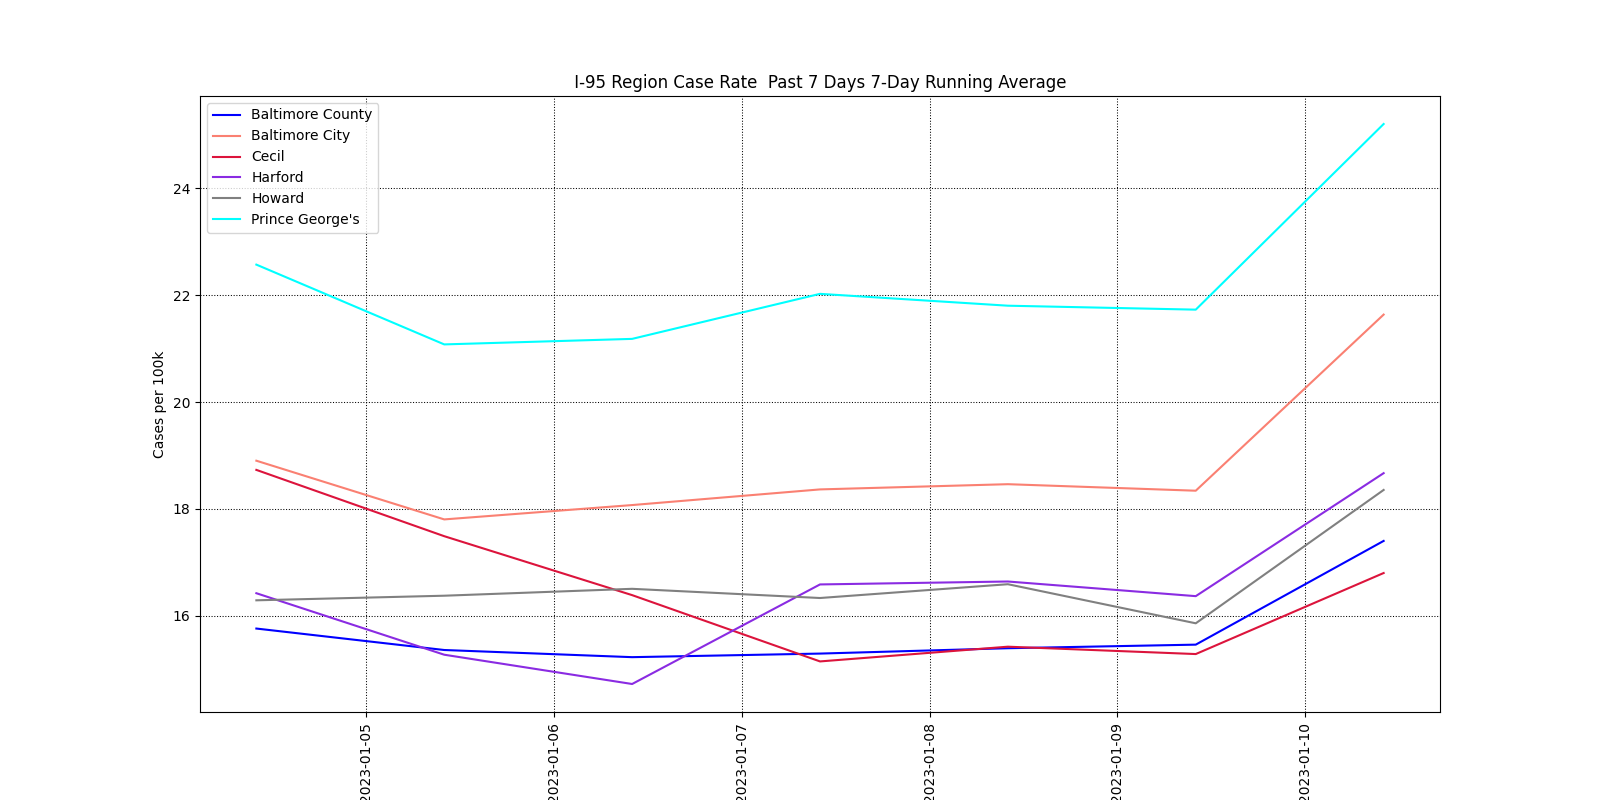 I-95 Region Case Rate  Past 7 Days 7-Day Running Average
Baltimore County
Baltimore City
Cecil
Harford
Howard
Prince George's
Cases per 100k
24
22
20
18
16
2023-01-05
2023-01-06
2023-01-07
2023-01-08
2023-01-09
2023-01-10